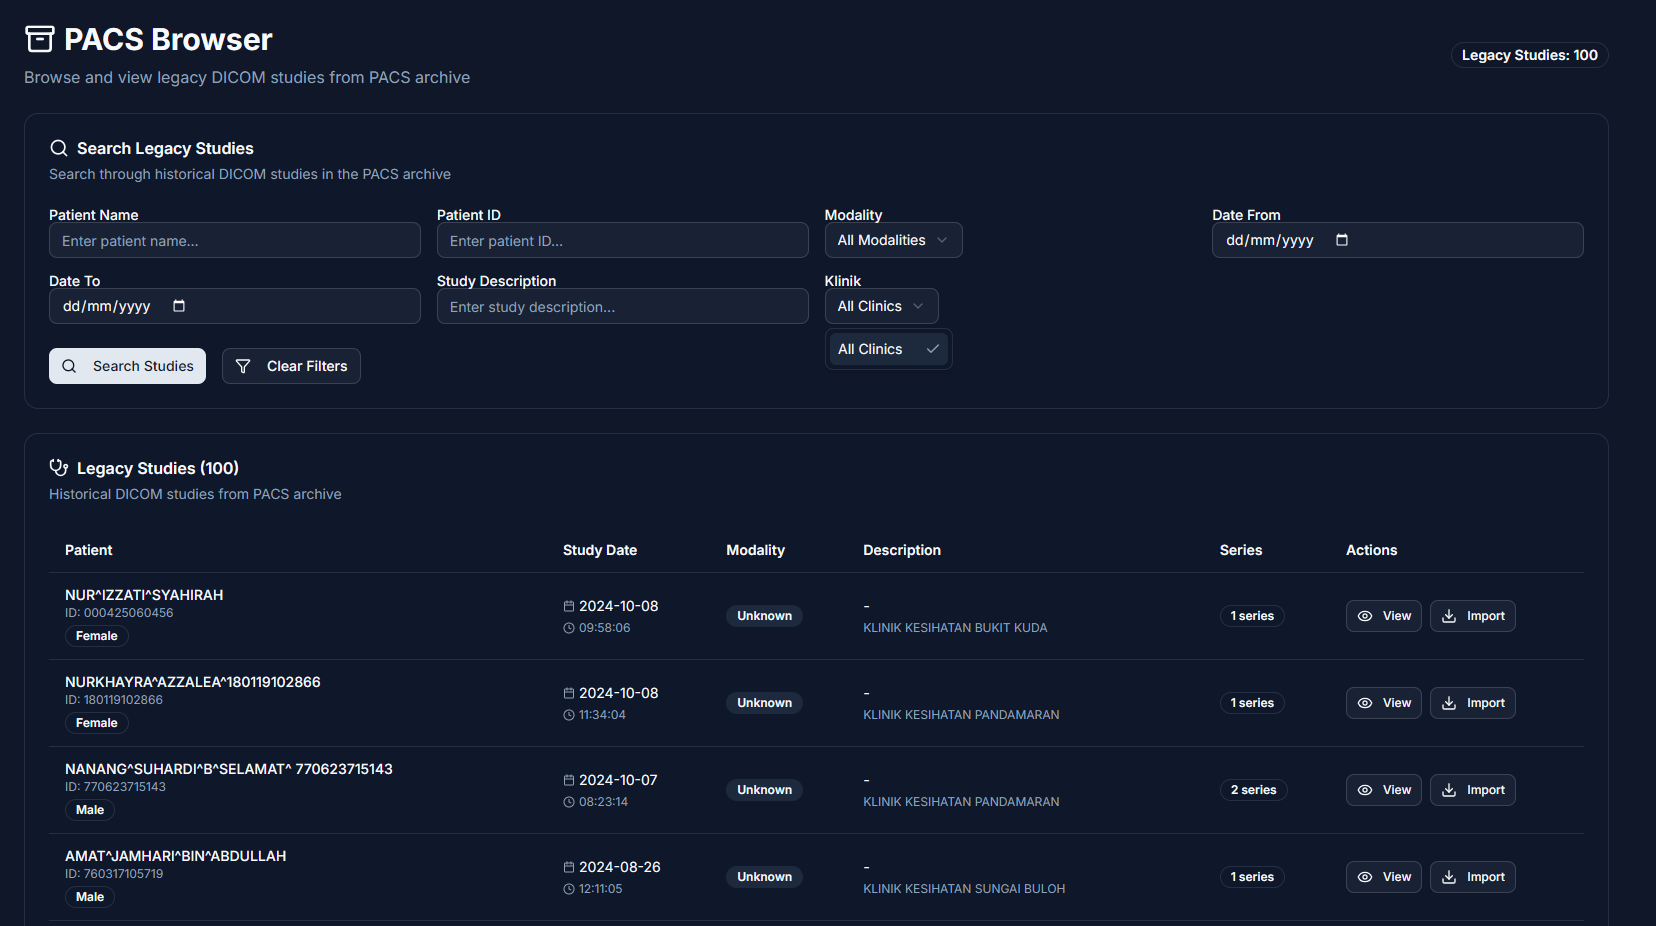 PACS Browser
Browse and view legacy DICOM studies from PACS archive
Legacy Studies: 100
Search Legacy Studies
Search through historical DICOM studies in the PACS archive
Patient Name
Enter patient name...
Patient ID
Enter patient ID...
Modality
All Modalities
Date From
dd/mm/yyyy
Date To
dd/mm/yyyy
Study Description
Enter study description...
Klinik
All Clinics
All Clinics
Search Studies
Clear Filters
Legacy Studies (100)
Historical DICOM studies from PACS archive
Patient Study Date Modality Description Series Actions
NUR^IZZATI^SYAHIRAH
ID: 000425060456
Female
2024-10-08
09:58:06
Unknown
-
KLINIK KESIHATAN BUKIT KUDA
1 series
View
Import
NURKHAYRA^AZZALEA^180119102866
ID: 180119102866
Female
2024-10-08
11:34:04
Unknown
-
KLINIK KESIHATAN PANDAMARAN
1 series
View
Import
NANANG^SUHARDI^B^SELAMAT^ 770623715143
ID: 770623715143
Male
2024-10-07
08:23:14
Unknown
-
KLINIK KESIHATAN PANDAMARAN
2 series
View
Import
AMAT^JAMHARI^BIN^ABDULLAH
ID: 760317105719
Male
2024-08-26
12:11:05
Unknown
-
KLINIK KESIHATAN SUNGAI BULOH
1 series
View
Import